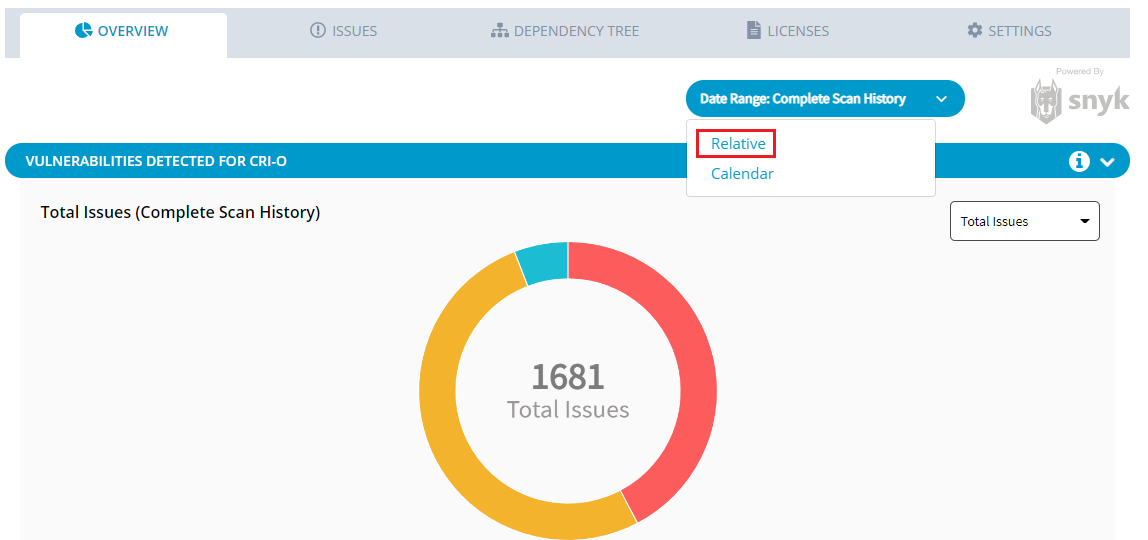 OVERVIEW
ISSUES
DEPENDENCY TREE
LICENSES
SETTINGS
Powered By
snyk
Date Range: Complete Scan History
Relative
Calendar
VULNERABILITIES DETECTED FOR CRI-O
Total Issues (Complete Scan History)
Total Issues
1681
Total Issues